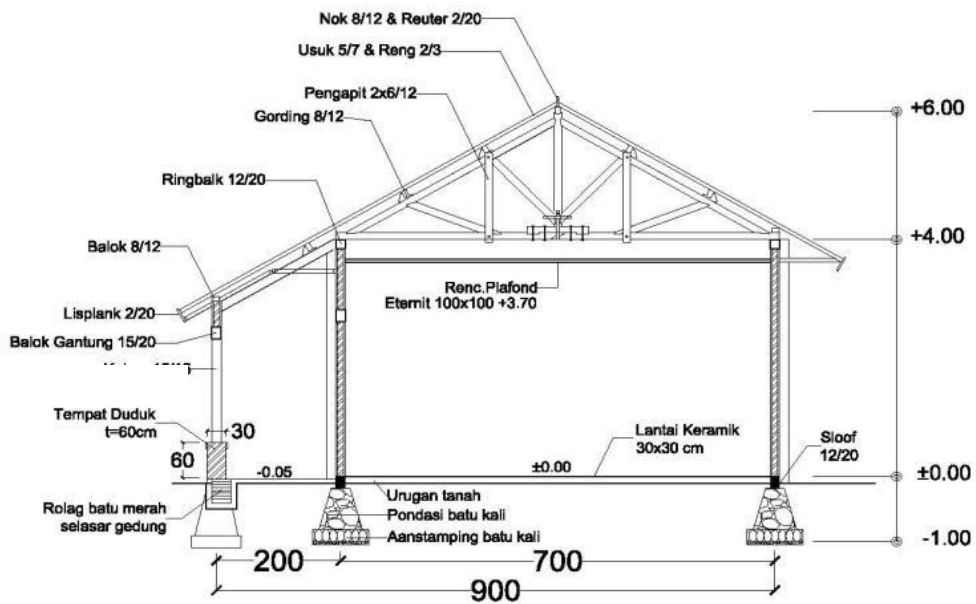 Nok 8/12 & Reuter 2/20
Usuk 5/7 & Reng 2/3
Pengapit 2x6/12
Gording 8/12
Ringbalk 12/20
Balok 8/12
Lisplank 2/20
Balok Gantung 15/20
Tempat Duduk
t=60cm
30
60
-0.05
Rolag batu merah
selasar gedung
Renc.Plafond
Eternit 100x100 +3.70
±0.00
Lantai Keramik
30x30 cm
Sloof
12/20
Urugan tanah
Pondasi batu kali
Aanstamping batu kali
+6.00
+4.00
±0.00
-1.00
200
700
900